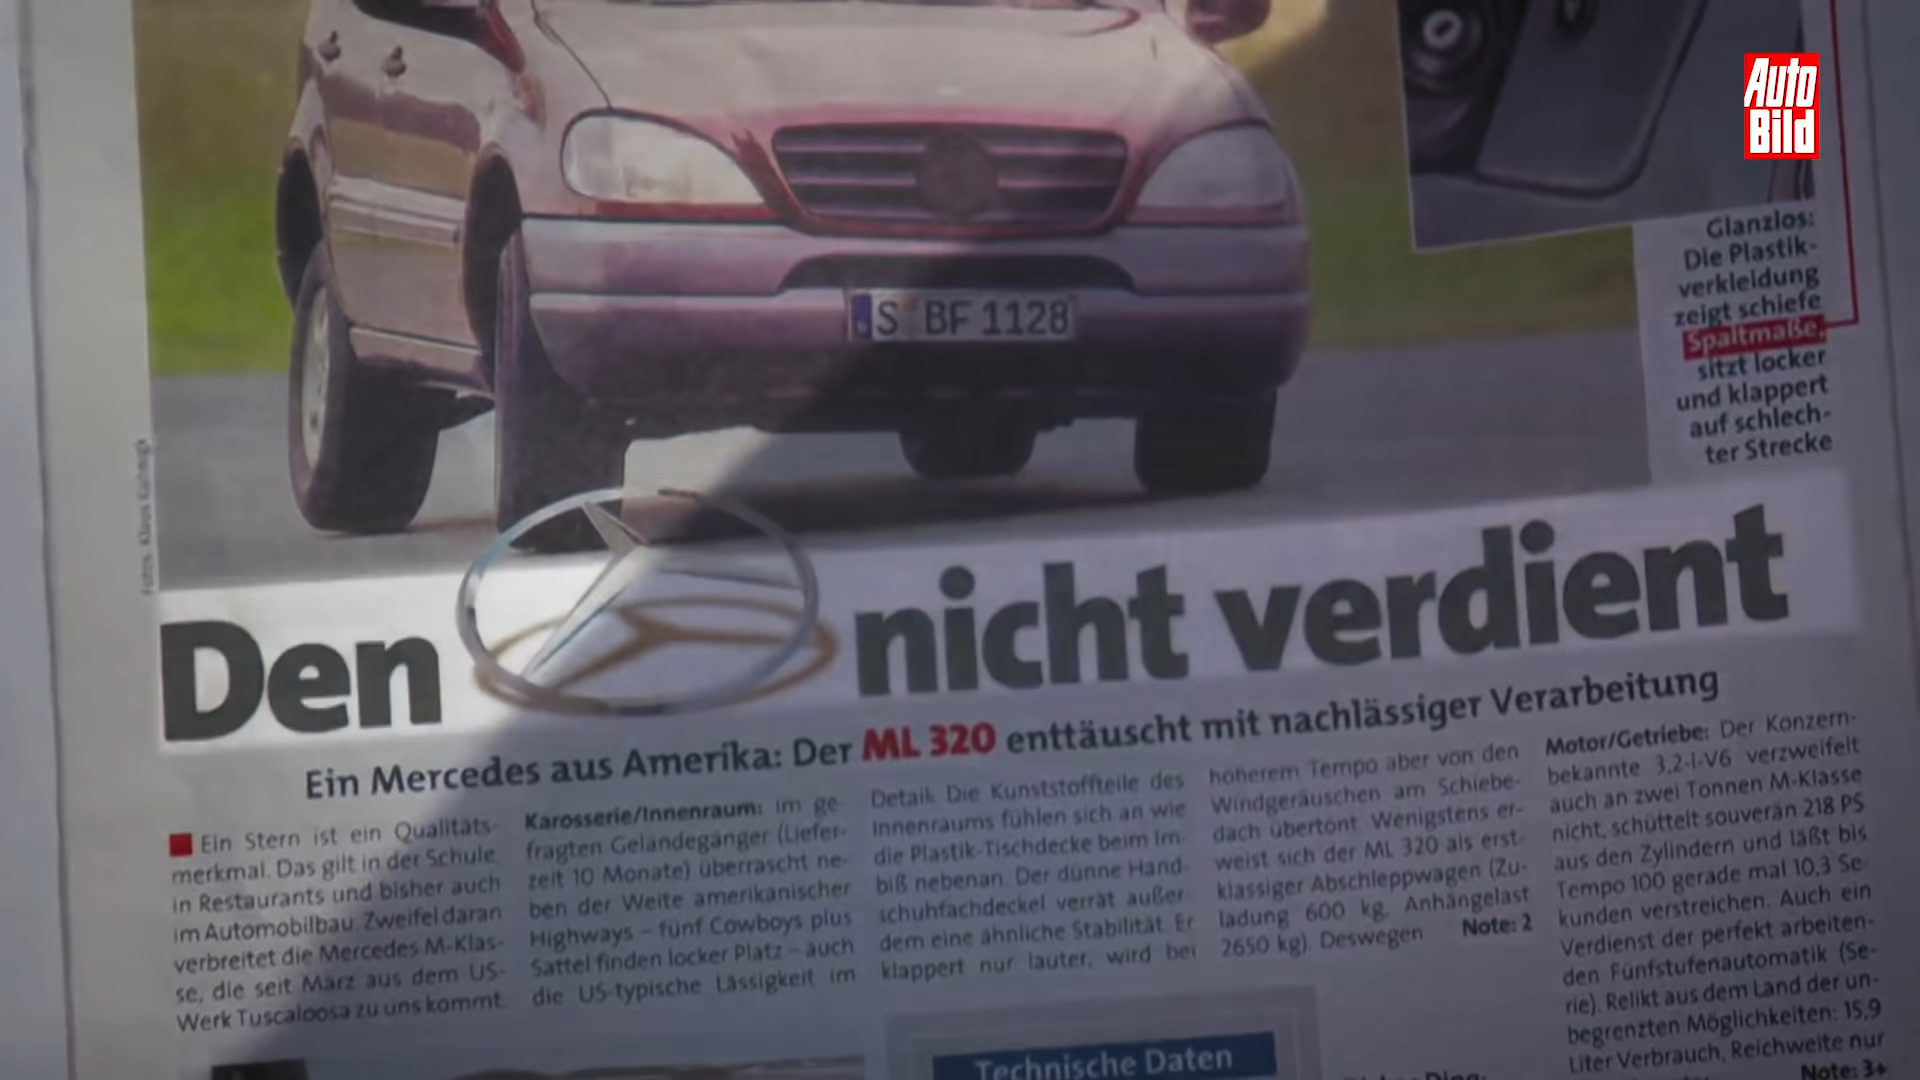 Auto
Bild
S BF 1128
Glanzlos:
Die Plastik-
verkleidung
zeigt schiefe
Spaltmaße,
sitzt locker
und klappert
auf schlech-
ter Strecke
Fotos: Klaus
Den nicht verdient
Ein Mercedes aus Amerika: Der ML 320 enttäuscht mit nachlässiger Verarbeitung
Ein Stern ist ein Qualitäts-
merkmal. Das gilt in der Schule,
in Restaurants und bisher auch
im Automobilbau. Zweifel daran
verbreitet die Mercedes M-Klas-
se, die seit März aus dem US-
Werk Tuscaloosa zu uns kommt.
Karosserie/Innenraum: Im ge-
fragten Geländegänger (Liefer-
zeit 10 Monate) überrascht ne-
ben der Weite amerikanischer
Highways – fünf Cowboys plus
Sattel finden locker Platz – auch
die US-typische Lässigkeit im
Detail. Die Kunststoffteile des
Innenraums fühlen sich an wie
die Plastik-Tischdecke beim Im-
biß nebenan. Der dünne Hand-
schuhfachdeckel verrät außer-
dem eine ähnliche Stabilität. Er
klappert nur lauter, wird bei
höherem Tempo aber von den
Windgeräuschen am Schiebe-
dach übertönt. Wenigstens er-
weist sich der ML 320 als erst-
klassiger Abschleppwagen (Zu-
ladung 600 kg, Anhängelast
2650 kg). Deswegen Note: 2
Motor/Getriebe: Der Konzern-
bekannte 3,2-l-V6 verzweifelt
auch an zwei Tonnen M-Klasse
nicht, schüttelt souverän 218 PS
aus den Zylindern und läßt bis
Tempo 100 gerade mal 10,3 Se-
kunden verstreichen. Auch ein
Verdienst der perfekt arbeiten-
den Fünfstufenautomatik (Se-
rie). Relikt aus dem Land der un-
begrenzten Möglichkeiten: 15,9
Liter Verbrauch, Reichweite nur
Note: 3+
Technische Daten